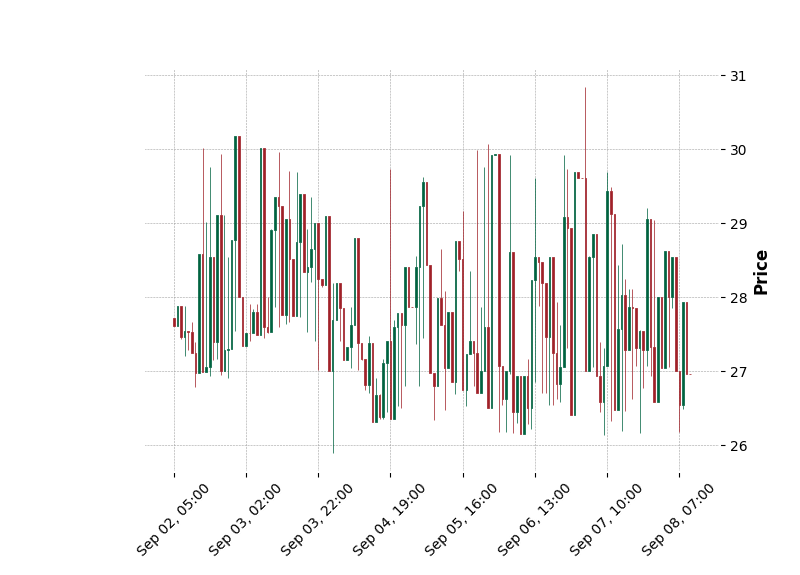 31
30
29
28
27
26
Price
Sep 02, 05:00
Sep 03, 02:00
Sep 03, 22:00
Sep 04, 19:00
Sep 05, 16:00
Sep 06, 13:00
Sep 07, 10:00
Sep 08, 07:00